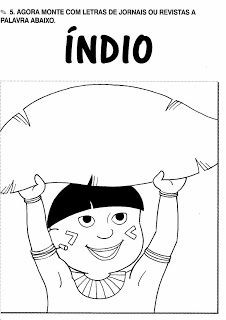 5. AGORA MONTE COM LETRAS DE JORNAIS OU REVISTAS A
PALAVRA ABAIXO.
ÍNDIO